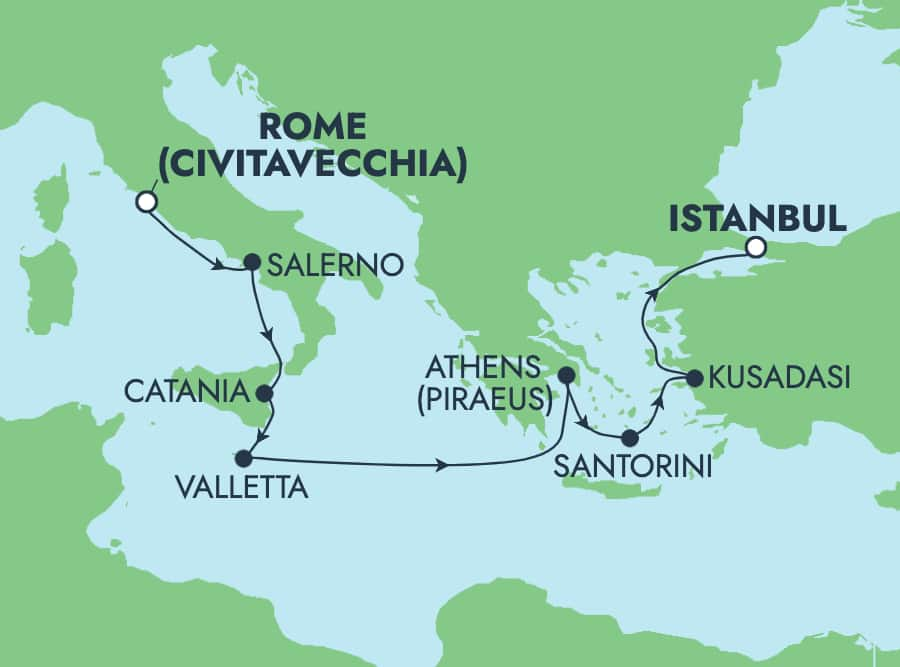 ROME
(CIVITAVECCHIA)
ISTANBUL
SALERNO
CATANIA
ATHENS
(PIRAEUS)
KUSADASI
SANTORINI
VALLETTA